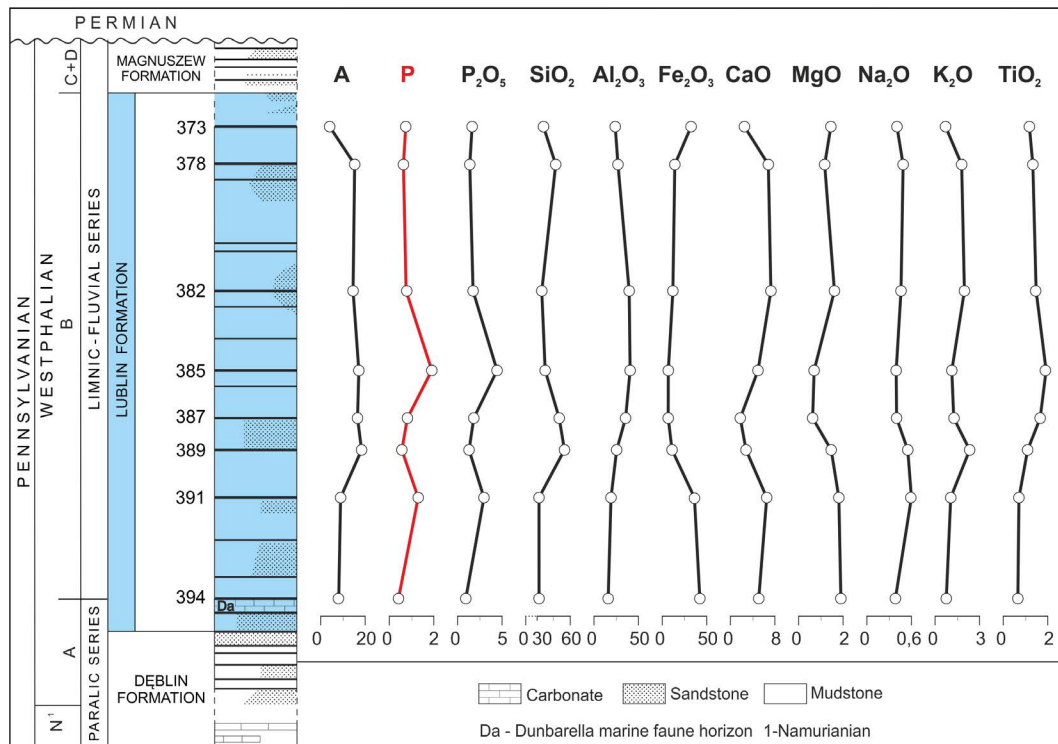 PERMIAN
PENNSYLVANIAN
WESTPHALIAN
C+D
B
A
N¹
LIMNIC-FLUVIAL SERIES
PARALIC SERIES
MAGNUSZEW
FORMATION
LUBLIN FORMATION
DĘBLIN
FORMATION
A P P₂O₅ SiO₂ Al₂O₃ Fe₂O₃ CaO MgO Na₂O K₂O TiO₂
373
378
382
385
387
389
391
394
Da
0 20 0 2 0 5 0 30 60 0 50 0 50 0 8 0 2 0 0,6 0 3 0 2
Carbonate Sandstone Mudstone
Da - Dunbarella marine faune horizon 1-Namurianian